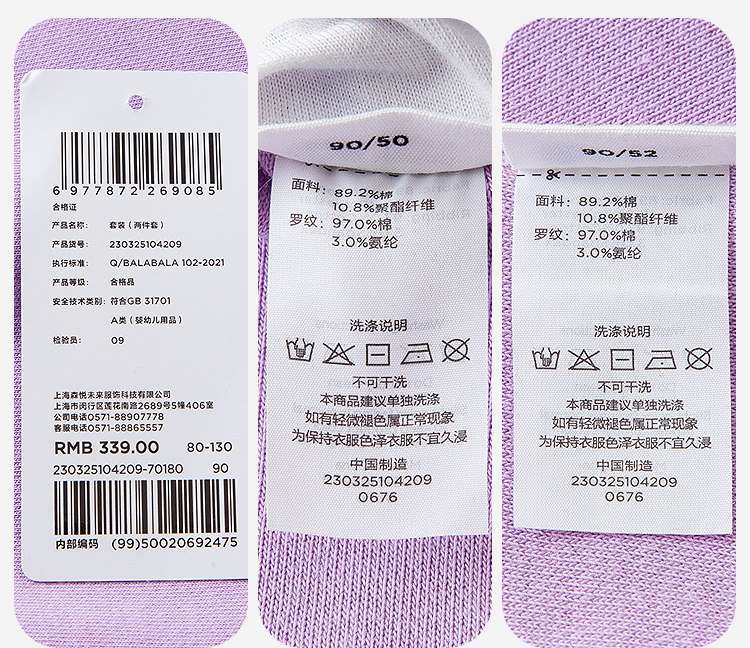 6 977872 269085
合格证
产品名称: 套装（两件套）
产品货号: 230325104209
执行标准: Q/BALABALA 102-2021
产品等级: 合格品
安全技术类别: 符合GB 31701
A类（婴幼儿用品）
检验员: 09
上海森悦未来服饰科技有限公司
上海市闵行区莲花南路2689号5幢406室
公司电话0571-88907778
客服电话0571-88865557
RMB 339.00 80-130
230325104209-70180 90
内部编码 (99)50020692475
90/50
面料: 89.2%棉
10.8%聚酯纤维
罗纹: 97.0%棉
3.0%氨纶
洗涤说明
不可干洗
本商品建议单独洗涤
如有轻微褪色属正常现象
为保持衣服色泽衣服不宜久浸
中国制造
230325104209
0676
90/52
面料: 89.2%棉
10.8%聚酯纤维
罗纹: 97.0%棉
3.0%氨纶
洗涤说明
不可干洗
本商品建议单独洗涤
如有轻微褪色属正常现象
为保持衣服色泽衣服不宜久浸
中国制造
230325104209
0676